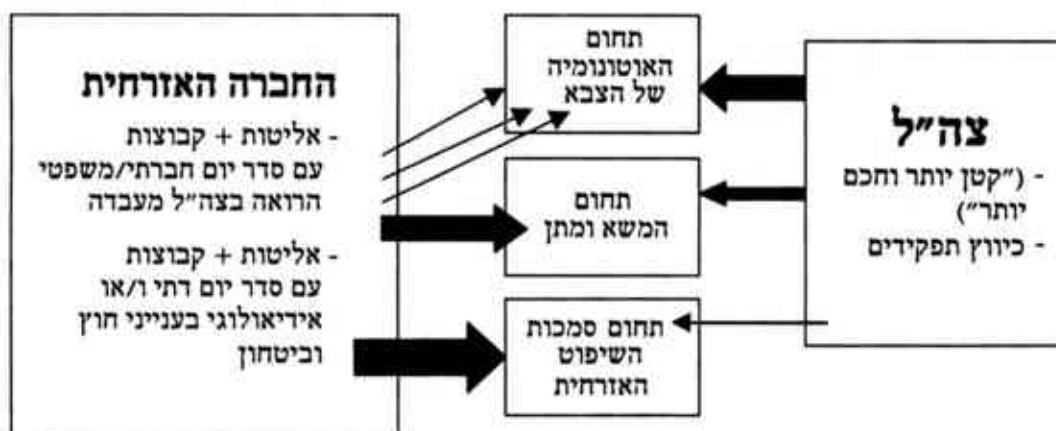 החברה האזרחית
- אליטות + קבוצות
עם סדר יום חברתי/משפטי
הרואה בצה״ל מעבדה
- אליטות + קבוצות
עם סדר יום דתי ו/או
אידיאולוגי בענייני חוץ
וביטחון
תחום
האוטונומיה
של הצבא
תחום
המשא ומתן
תחום סמכות
השיפוט
האזרחית
צה״ל
- (״קטן יותר וחכם
יותר״)
- כיווץ תפקידים